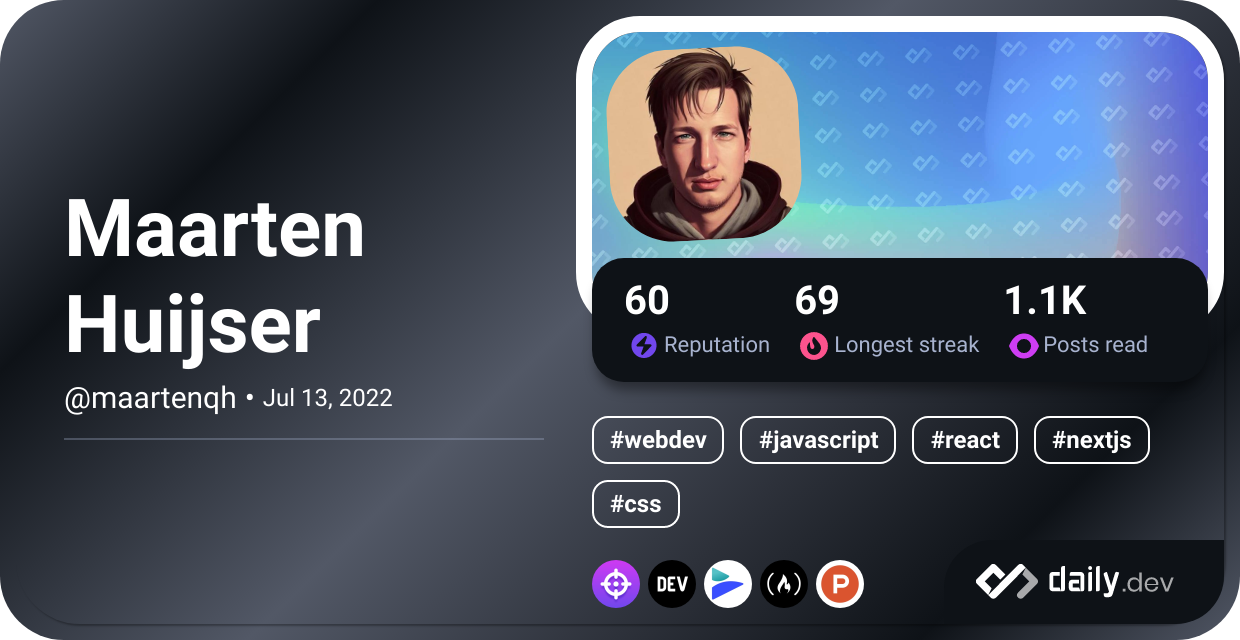 Maarten
Huijser
@maartenqh • Jul 13, 2022
60 69 1.1K
Reputation Longest streak Posts read
#webdev #javascript #react #nextjs
#css
DEV P
daily.dev